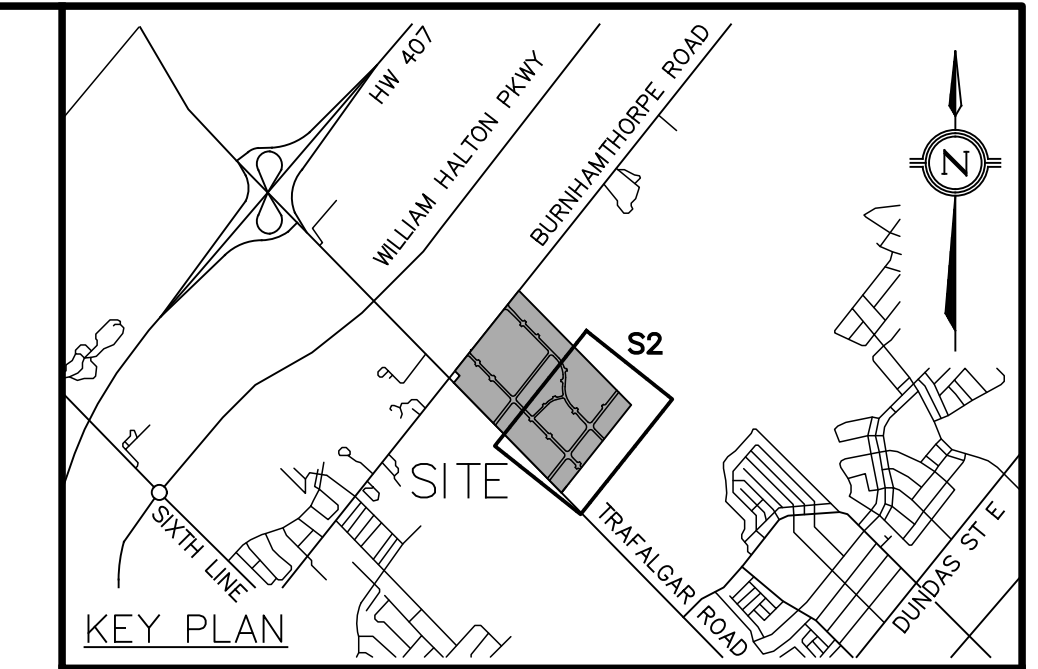 HW 407
WILLIAM HALTON PKWY
BURNHAMTHORPE ROAD
N
S2
SITE
SIXTH LINE
TRAFALGAR ROAD
DUNDAS ST E
KEY PLAN